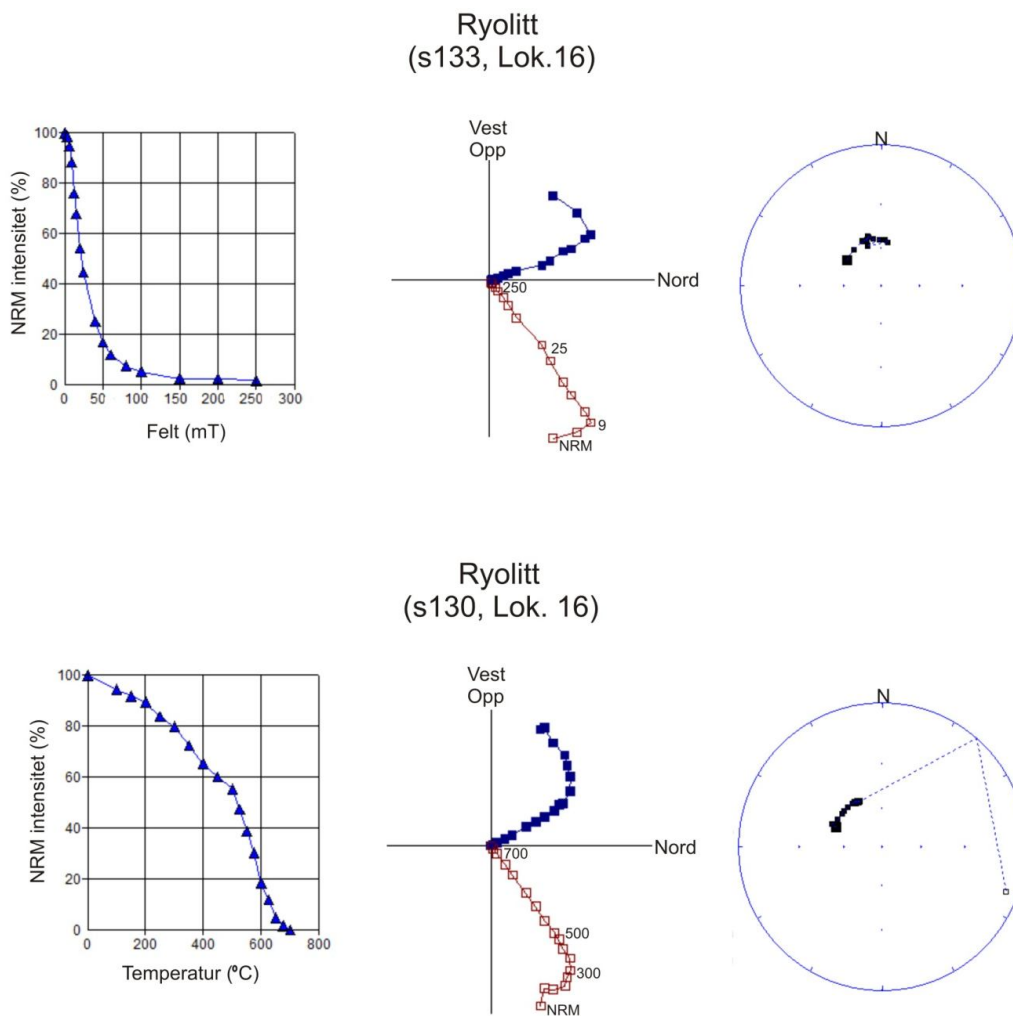 Ryolitt
(s133, Lok.16)
NRM intensitet (%)
100
80
60
40
20
0
0 50 100 150 200 250 300
Felt (mT)
Vest
Opp
Nord
250
25
9
NRM
N
Ryolitt
(s130, Lok. 16)
NRM intensitet (%)
100
80
60
40
20
0
0 200 400 600 800
Temperatur (ºC)
Vest
Opp
Nord
700
500
300
NRM
N